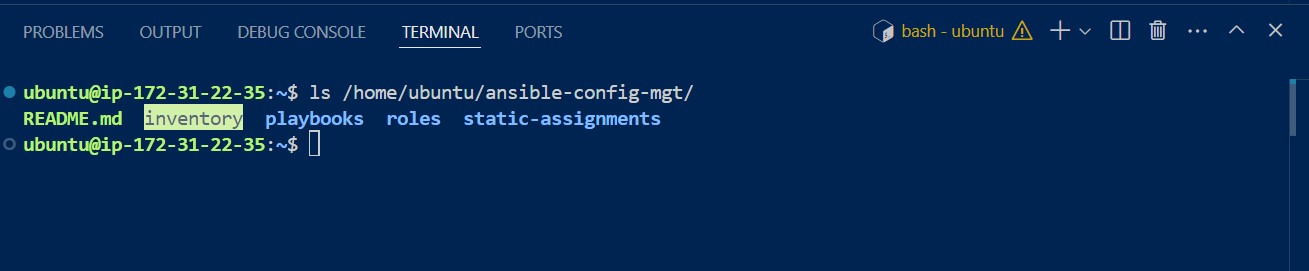 PROBLEMS OUTPUT DEBUG CONSOLE TERMINAL PORTS bash - ubuntu
ubuntu@ip-172-31-22-35:~$ ls /home/ubuntu/ansible-config-mgt/
README.md inventory playbooks roles static-assignments
ubuntu@ip-172-31-22-35:~$